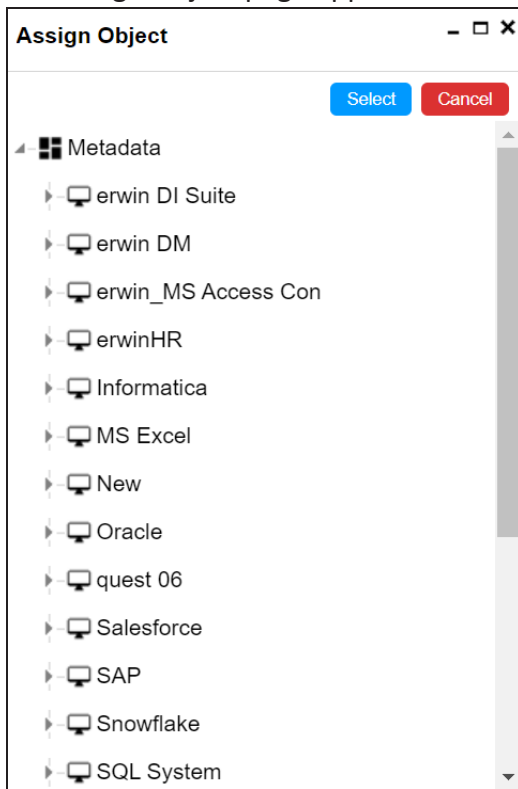 Assign Object
Select Cancel
Metadata
erwin DI Suite
erwin DM
erwin_MS Access Con
erwinHR
Informatica
MS Excel
New
Oracle
quest 06
Salesforce
SAP
Snowflake
SQL System